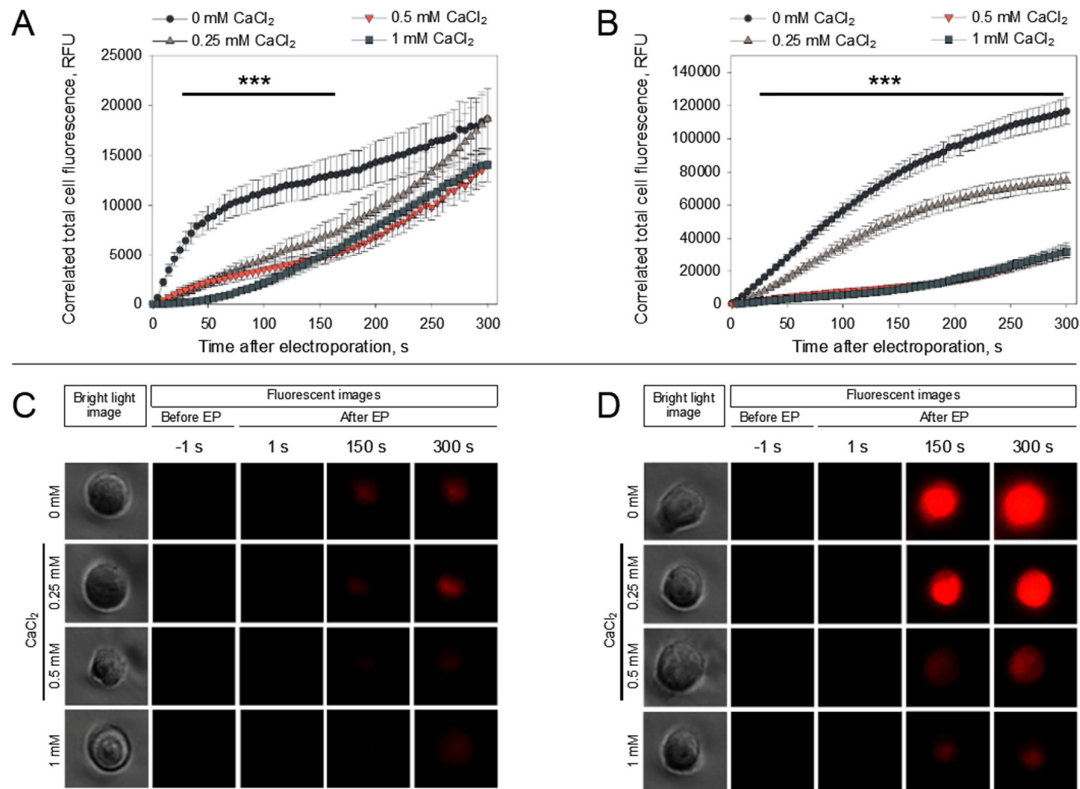 A
0 mM CaCl₂
0.5 mM CaCl₂
0.25 mM CaCl₂
1 mM CaCl₂
Correlated total cell fluorescence, RFU
25000
20000
15000
10000
5000
0
***
0 50 100 150 200 250 300
Time after electroporation, s
B
0 mM CaCl₂
0.5 mM CaCl₂
0.25 mM CaCl₂
1 mM CaCl₂
Correlated total cell fluorescence, RFU
140000
120000
100000
80000
60000
40000
20000
0
***
0 50 100 150 200 250 300
Time after electroporation, s
C
Bright light
image
Fluorescent images
Before EP
After EP
-1 s 1 s 150 s 300 s
0 mM
CaCl₂
0.25 mM
0.5 mM
1 mM
D
Bright light
image
Fluorescent images
Before EP
After EP
-1 s 1 s 150 s 300 s
0 mM
CaCl₂
0.25 mM
0.5 mM
1 mM